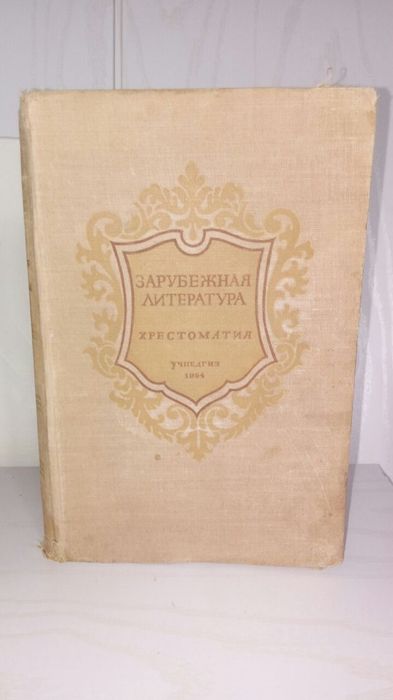 ЗАРУБЕЖНАЯ
ЛИТЕРАТУРА
ХРЕСТОМАТИЯ
УЧПЕДГИЗ
1954